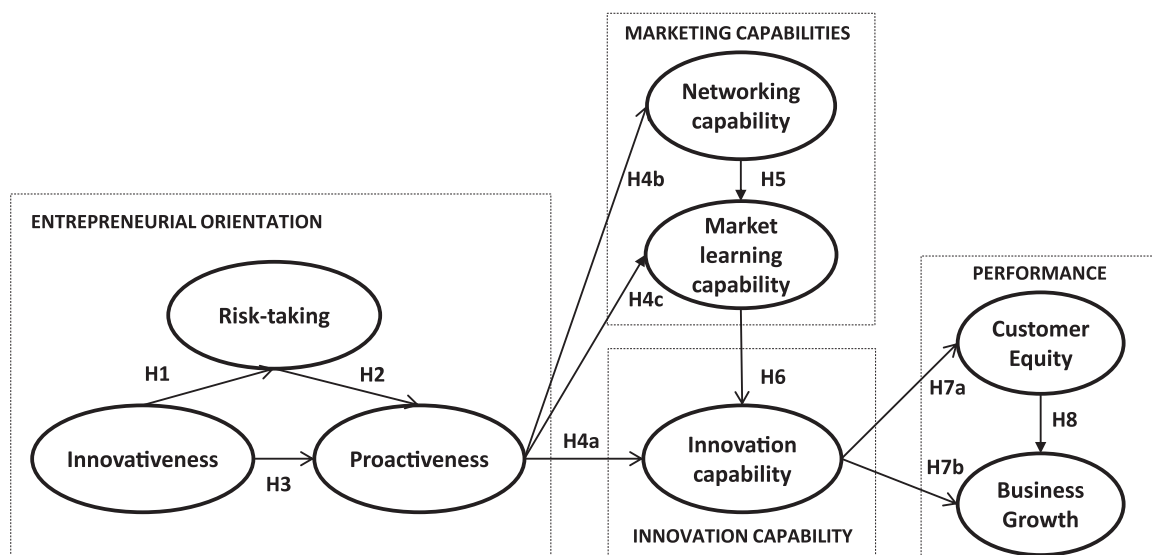 MARKETING CAPABILITIES
Networking
capability
H4b
H5
ENTREPRENEURIAL ORIENTATION
Market
learning
capability
H4c
PERFORMANCE
Risk-taking
Customer
Equity
H1
H2
H6
H7a
H8
Innovativeness
H3
Proactiveness
H4a
Innovation
capability
H7b
Business
Growth
INNOVATION CAPABILITY